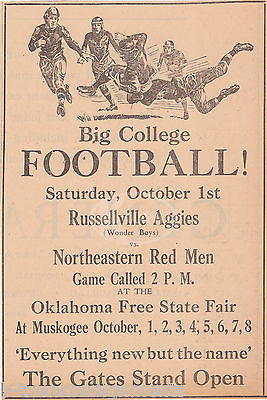 Big College
FOOTBALL!
Saturday, October 1st
Russellville Aggies
(Wonder Boys)
vs.
Northeastern Red Men
Game Called 2 P. M.
AT THE
Oklahoma Free State Fair
At Muskogee October, 1, 2, 3, 4, 5, 6, 7, 8
'Everything new but the name'
The Gates Stand Open